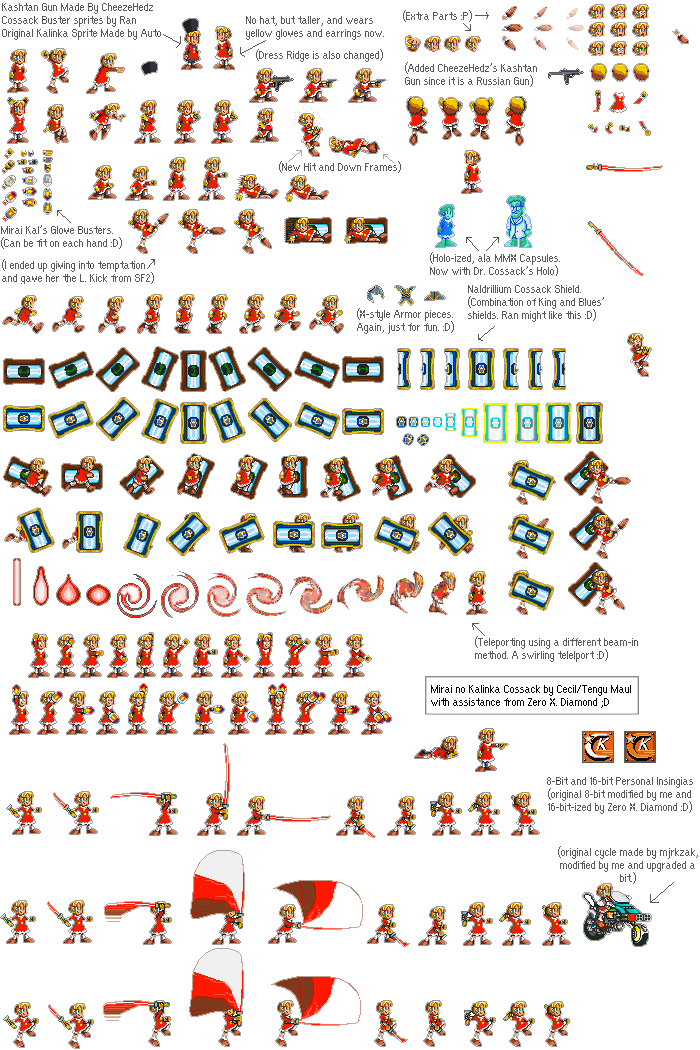 Kashtan Gun Made By CheezeHedz
Cossack Buster sprites by Ran
Original Kalinka Sprite Made by Auto
No hat, but taller, and wears
yellow gloves and earrings now.
(Dress Ridge is also changed)
(Extra Parts :P)
(Added CheezeHedz's Kashtan
Gun since it is a Russian Gun)
(New Hit and Down Frames)
Mirai Kal's Glove Busters.
(Can be fit on each hand :D)
(I ended up giving into temptation
and gave her the L. Kick from SF2)
(Holo-ized, ala MMX Capsules.
Now with Dr. Cossack's Holo)
(X-style Armor pieces.
Again, just for fun. :D)
Naldrillium Cossack Shield.
(Combination of King and Blues'
shields. Ran might like this :D)
(Teleporting using a different beam-in
method. A swirling telelport :D)
Mirai no Kalinka Cossack by Cecil/Tengu Maul
with assistance from Zero X. Diamond ;D
K
K
8-Bit and 16-bit Personal Insingias
(original 8-bit modified by me and
16-bit-ized by Zero X. Diamond :D)
(original cycle made by mjrkzak,
modified by me and upgraded a
bit)